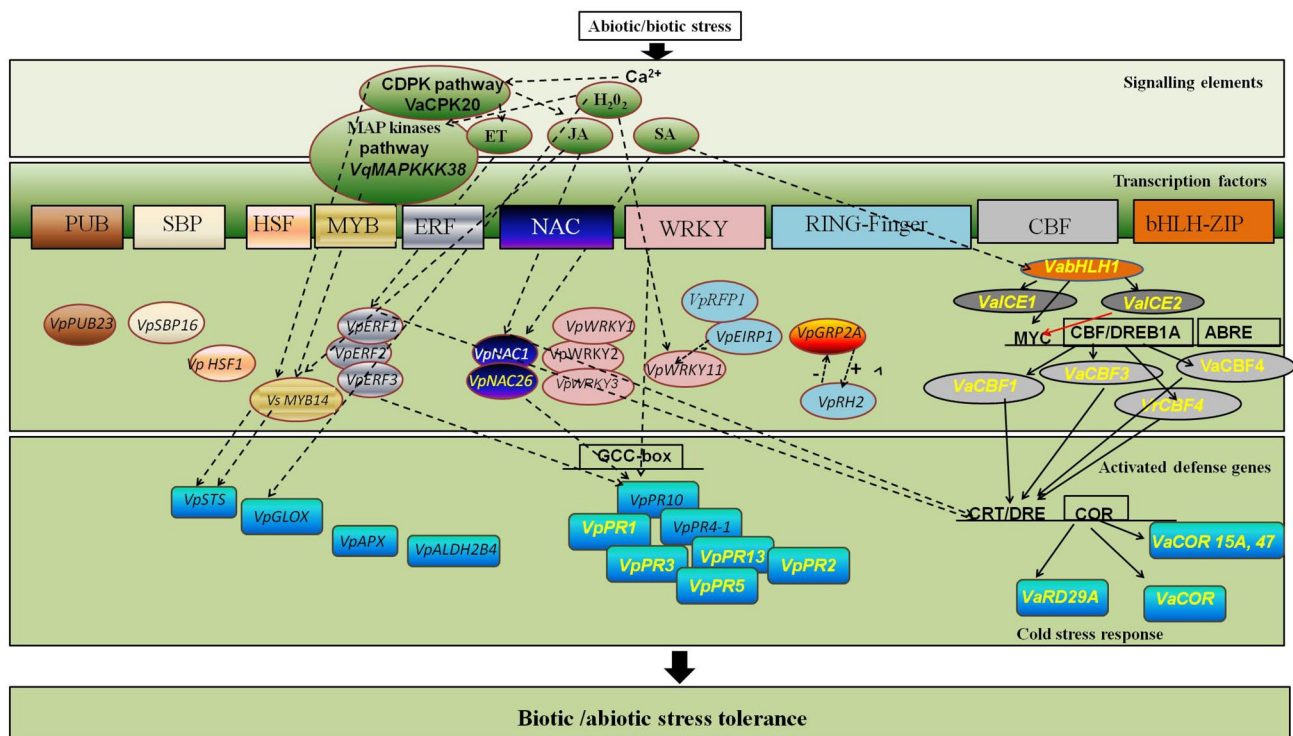 Abiotic/biotic stress
Signalling elements
Ca²⁺
CDPK pathway
VaCPK20
H₂0₂
MAP kinases
pathway
VqMAPKKK38
ET
JA
SA
Transcription factors
PUB
SBP
HSF
MYB
ERF
NAC
WRKY
RING-Finger
CBF
bHLH-ZIP
VabHLH1
VaICE1
VaICE2
VpPUB23
VpSBP16
Vp HSF1
Vs MYB14
VpERF1
VpERF2
VpERF3
VpNAC1
VpNAC26
VpWRKY1
VpWRKY2
VpWRKY3
VpRFP1
VpEIRP1
VpWRKY11
VpGRP2A
-
+
VpRH2
MYC
CBF/DREB1A
ABRE
VaCBF1
VaCBF3
VaCBF4
VrCBF4
Activated defense genes
GCC-box
VpSTS
VpGLOX
VpAPX
VpALDH2B4
VpPR10
VpPR1
VpPR4-1
VpPR3
VpPR13
VpPR2
VpPR5
CRT/DRE
COR
VaCOR 15A, 47
VaRD29A
VaCOR
Cold stress response
Biotic /abiotic stress tolerance